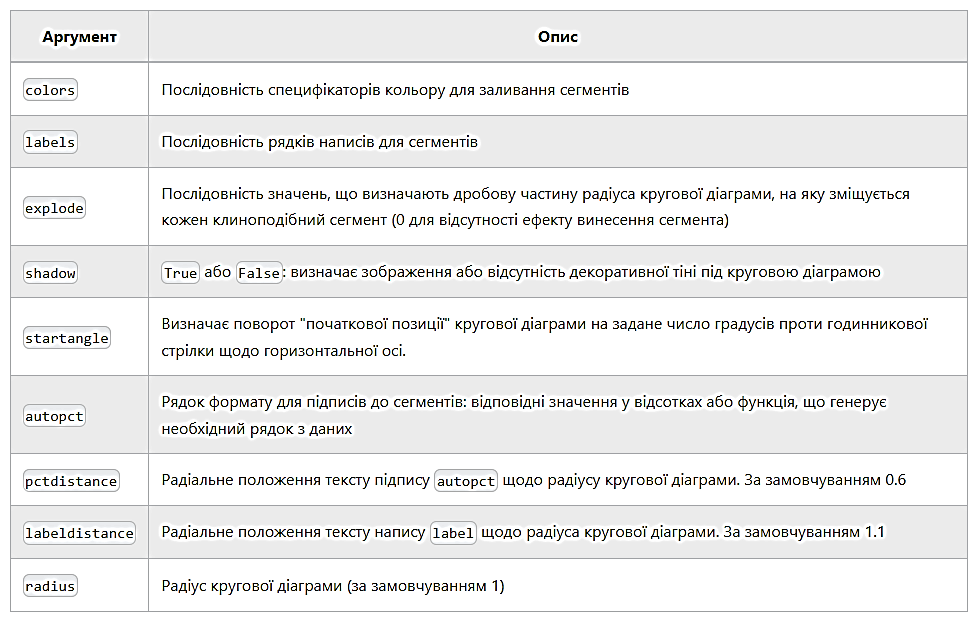 Аргумент Опис
colors Послідовність специфікаторів кольору для заливання сегментів
labels Послідовність рядків написів для сегментів
explode Послідовність значень, що визначають дробову частину радіуса кругової діаграми, на яку зміщується
кожен клиноподібний сегмент (0 для відсутності ефекту винесення сегмента)
shadow True або False: визначає зображення або відсутність декоративної тіні під круговою діаграмою
startangle Визначає поворот "початкової позиції" кругової діаграми на задане число градусів проти годинникової
стрілки щодо горизонтальної осі.
autopct Рядок формату для підписів до сегментів: відповідні значення у відсотках або функція, що генерує
необхідний рядок з даних
pctdistance Радіальне положення тексту підпису autopct щодо радіусу кругової діаграми. За замовчуванням 0.6
labeldistance Радіальне положення тексту напису label щодо радіуса кругової діаграми. За замовчуванням 1.1
radius Радіус кругової діаграми (за замовчуванням 1)